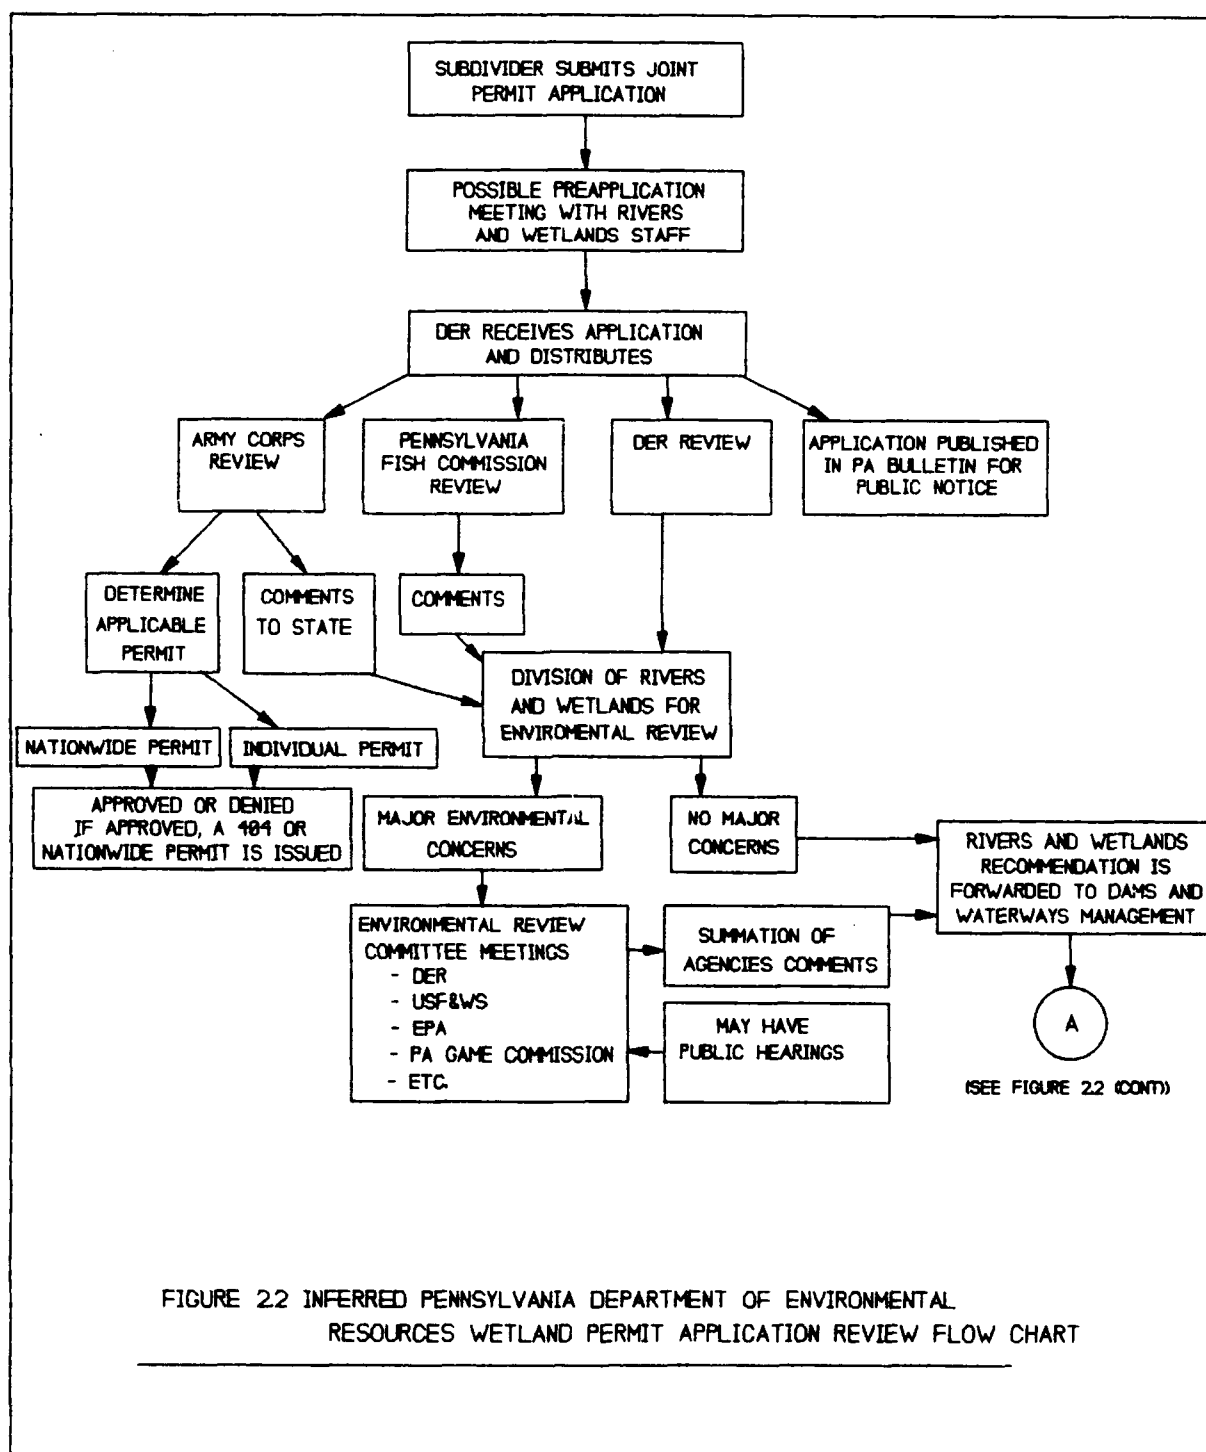 SUBDIVIDER SUBMITS JOINT
PERMIT APPLICATION
POSSIBLE PREAPPLICATION
MEETING WITH RIVERS
AND WETLANDS STAFF
DER RECEIVES APPLICATION
AND DISTRIBUTES
ARMY CORPS
REVIEW
PENNSYLVANIA
FISH COMMISSION
REVIEW
DER REVIEW
APPLICATION PUBLISHED
IN PA BULLETIN FOR
PUBLIC NOTICE
DETERMINE
APPLICABLE
PERMIT
COMMENTS
TO STATE
COMMENTS
DIVISION OF RIVERS
AND WETLANDS FOR
ENVIROMENTAL REVIEW
NATIONWIDE PERMIT
INDIVIDUAL PERMIT
APPROVED OR DENIED
IF APPROVED, A 404 OR
NATIONWIDE PERMIT IS ISSUED
MAJOR ENVIRONMENTAL
CONCERNS
NO MAJOR
CONCERNS
RIVERS AND WETLANDS
RECOMMENDATION IS
FORWARDED TO DAMS AND
WATERWAYS MANAGEMENT
ENVIRONMENTAL REVIEW
COMMITTEE MEETINGS
- DER
- USF&WS
- EPA
- PA GAME COMMISSION
- ETC.
SUMMATION OF
AGENCIES COMMENTS
MAY HAVE
PUBLIC HEARINGS
A
(SEE FIGURE 2.2 (CONT))
FIGURE 2.2 INFERRED PENNSYLVANIA DEPARTMENT OF ENVIRONMENTAL
RESOURCES WETLAND PERMIT APPLICATION REVIEW FLOW CHART